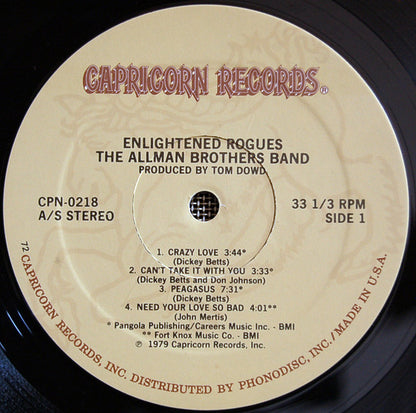 CAPRICORN RECORDS®
ENLIGHTENED ROGUES
THE ALLMAN BROTHERS BAND
PRODUCED BY TOM DOWD
CPN-0218
A/S STEREO
33 1/3 RPM
SIDE 1
1. CRAZY LOVE 3:44*
(Dickey Betts)
2. CAN'T TAKE IT WITH YOU 3:33*
(Dickey Betts and Don Johnson)
3. PEAGASUS 7:31*
(Dickey Betts)
4. NEED YOUR LOVE SO BAD 4:01**
(John Mertis)
* Pangola Publishing/Careers Music Inc. - BMI
** Fort Knox Music Co. - BMI
℗ 1979 Capricorn Records, Inc.
72 CAPRICORN RECORDS, INC. DISTRIBUTED BY PHONODISC, INC./MADE IN U.S.A.